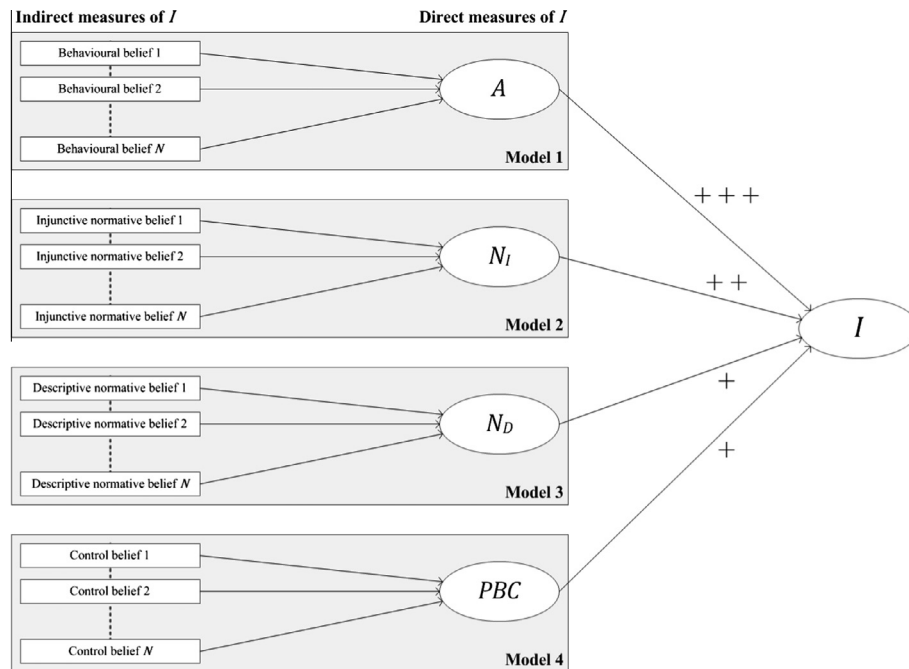 Indirect measures of I
Direct measures of I
Behavioural belief 1
Behavioural belief 2
Behavioural belief N
A
Model 1
+ + +
Injunctive normative belief 1
Injunctive normative belief 2
Injunctive normative belief N
N_I
Model 2
+ +
I
Descriptive normative belief 1
Descriptive normative belief 2
Descriptive normative belief N
N_D
Model 3
+
+
Control belief 1
Control belief 2
Control belief N
PBC
Model 4